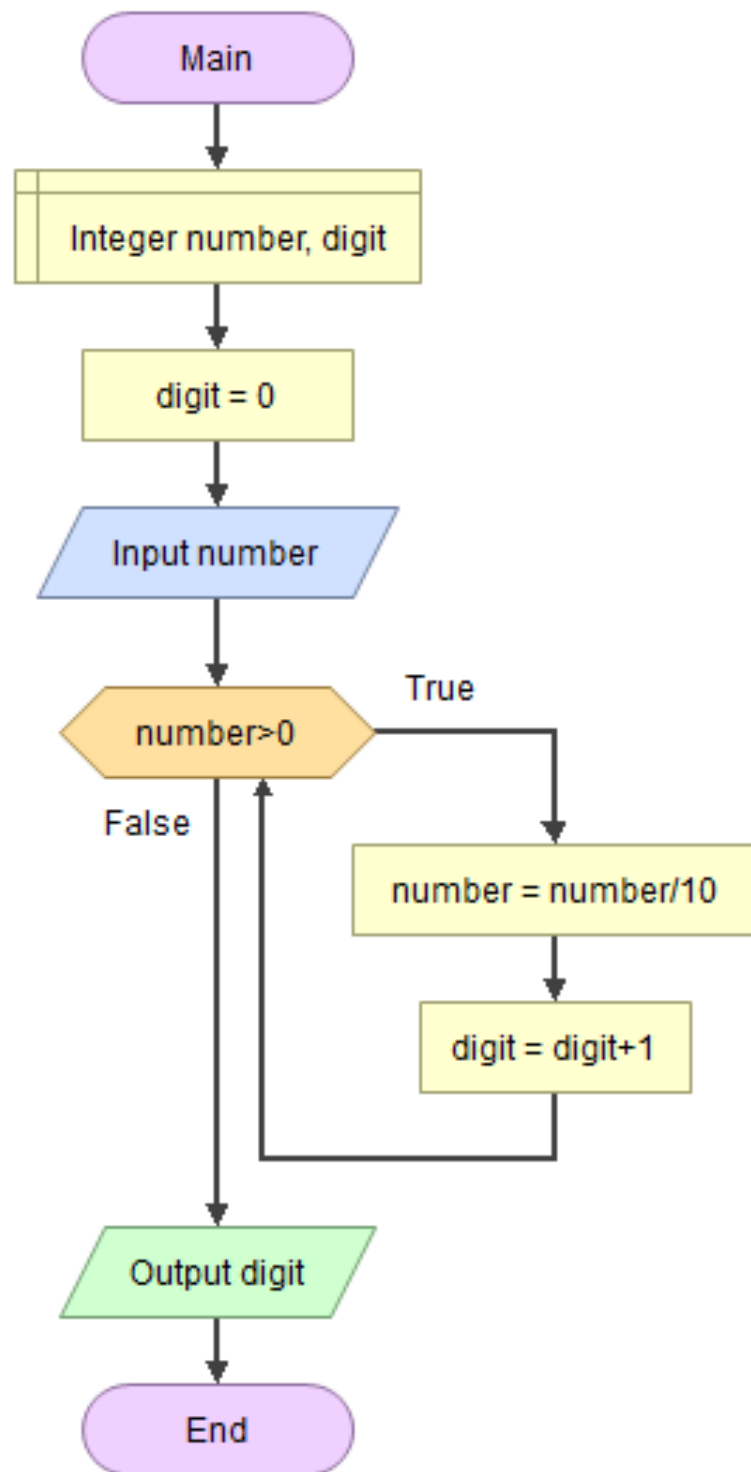 Main
Integer number, digit
digit = 0
Input number
number>0
True
False
number = number/10
digit = digit+1
Output digit
End